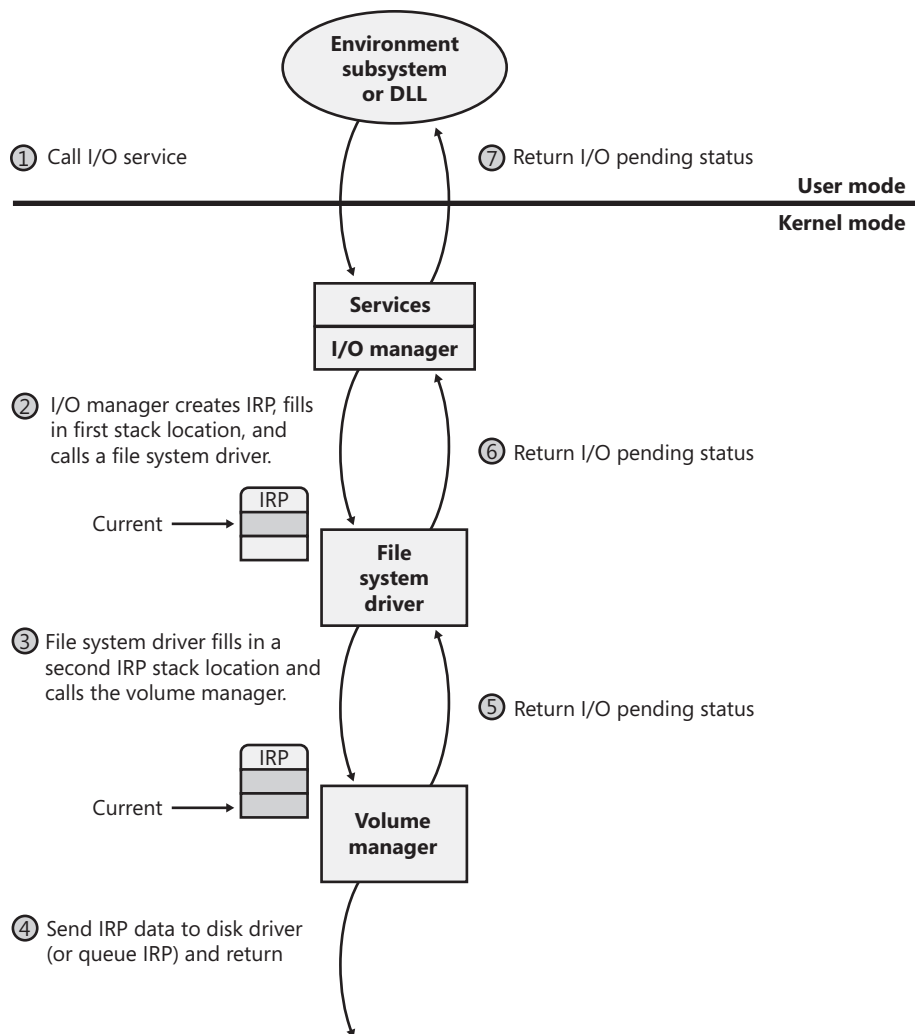 Environment
subsystem
or DLL
1 Call I/O service
7 Return I/O pending status
User mode
Kernel mode
Services
I/O manager
2 I/O manager creates IRP, fills
in first stack location, and
calls a file system driver.
6 Return I/O pending status
IRP
Current
File
system
driver
3 File system driver fills in a
second IRP stack location and
calls the volume manager.
5 Return I/O pending status
IRP
Current
Volume
manager
4 Send IRP data to disk driver
(or queue IRP) and return